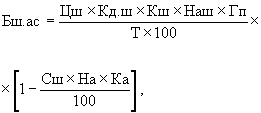 Бш.ас = Цш × Кд.ш × Кш × Наш × Гп / Т × 100 ×
× [1 − Сш × На × Ка / 100] ,